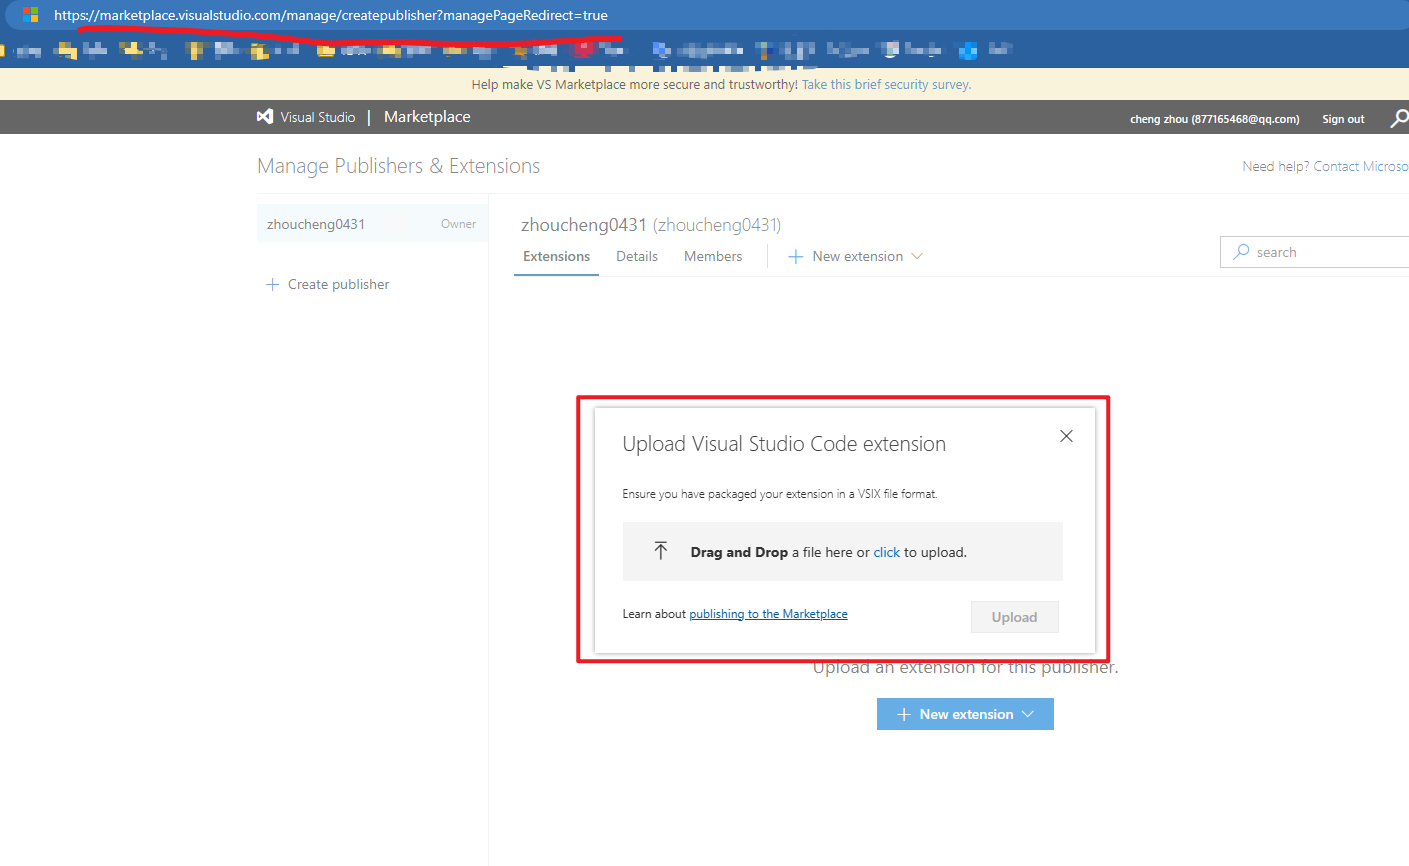 https://marketplace.visualstudio.com/manage/createpublisher?managePageRedirect=true
Help make VS Marketplace more secure and trustworthy! Take this brief security survey.
Visual Studio | Marketplace
cheng zhou (877165468@qq.com) Sign out
Manage Publishers & Extensions
Need help? Contact Microso
zhoucheng0431 Owner
zhoucheng0431 (zhoucheng0431)
Extensions Details Members New extension
search
Create publisher
Upload Visual Studio Code extension
Ensure you have packaged your extension in a VSIX file format.
Drag and Drop a file here or click to upload.
Learn about publishing to the Marketplace
Upload
Upload an extension for this publisher.
New extension